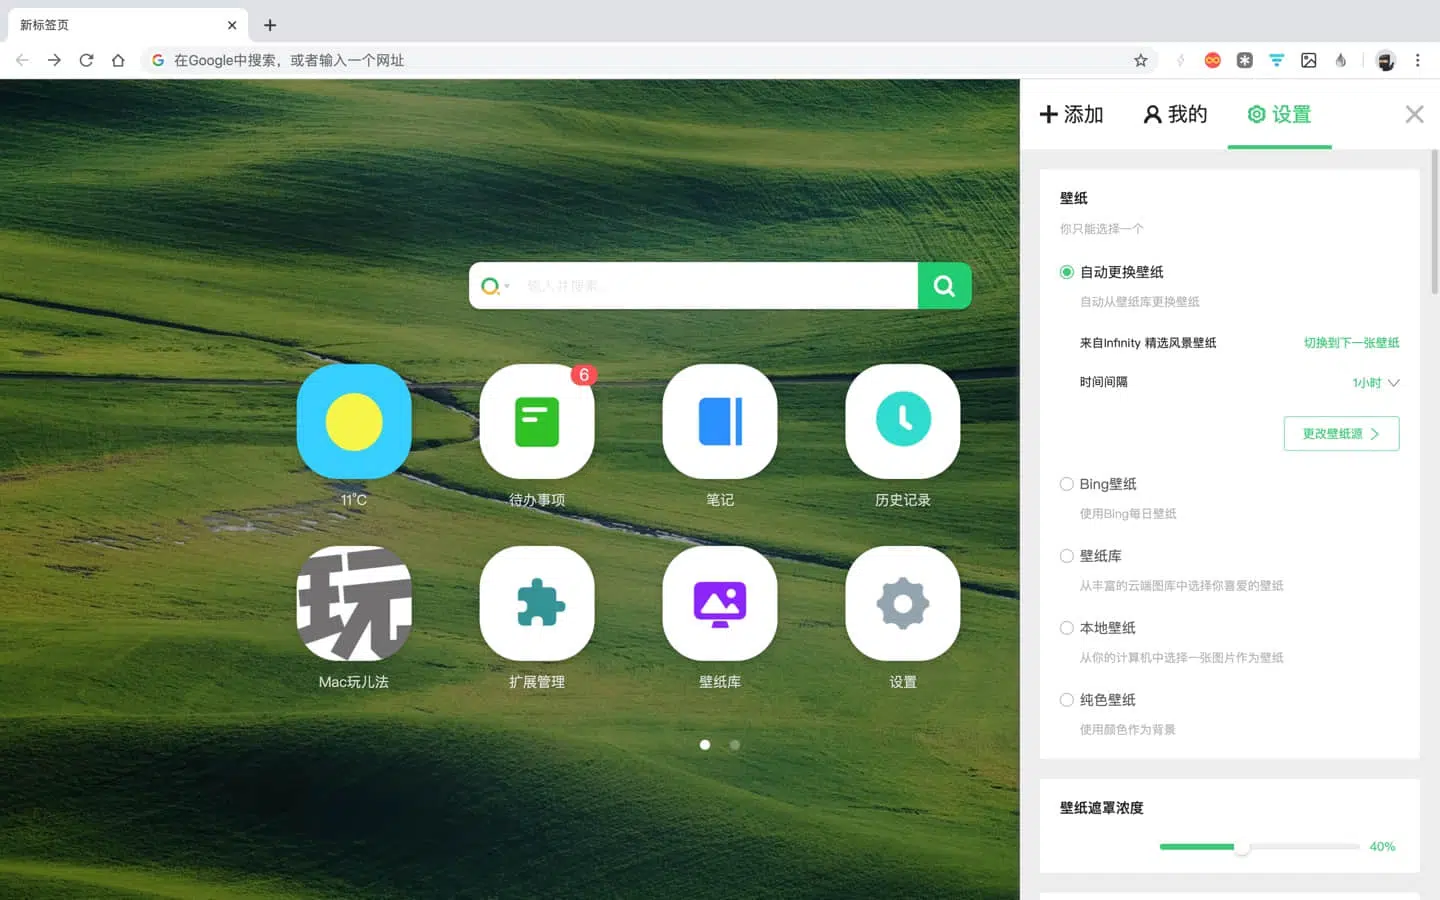 新标签页
在Google中搜索，或者输入一个网址
添加
我的
设置
输入并搜索...
6
11°C
待办事项
笔记
历史记录
玩
Mac玩儿法
扩展管理
壁纸库
设置
壁纸
你只能选择一个
自动更换壁纸
自动从壁纸库更换壁纸
来自Infinity 精选风景壁纸
切换到下一张壁纸
时间间隔
1小时
更改壁纸源
Bing壁纸
使用Bing每日壁纸
壁纸库
从丰富的云端图库中选择你喜爱的壁纸
本地壁纸
从你的计算机中选择一张图片作为壁纸
纯色壁纸
使用颜色作为背景
壁纸遮罩浓度
40%